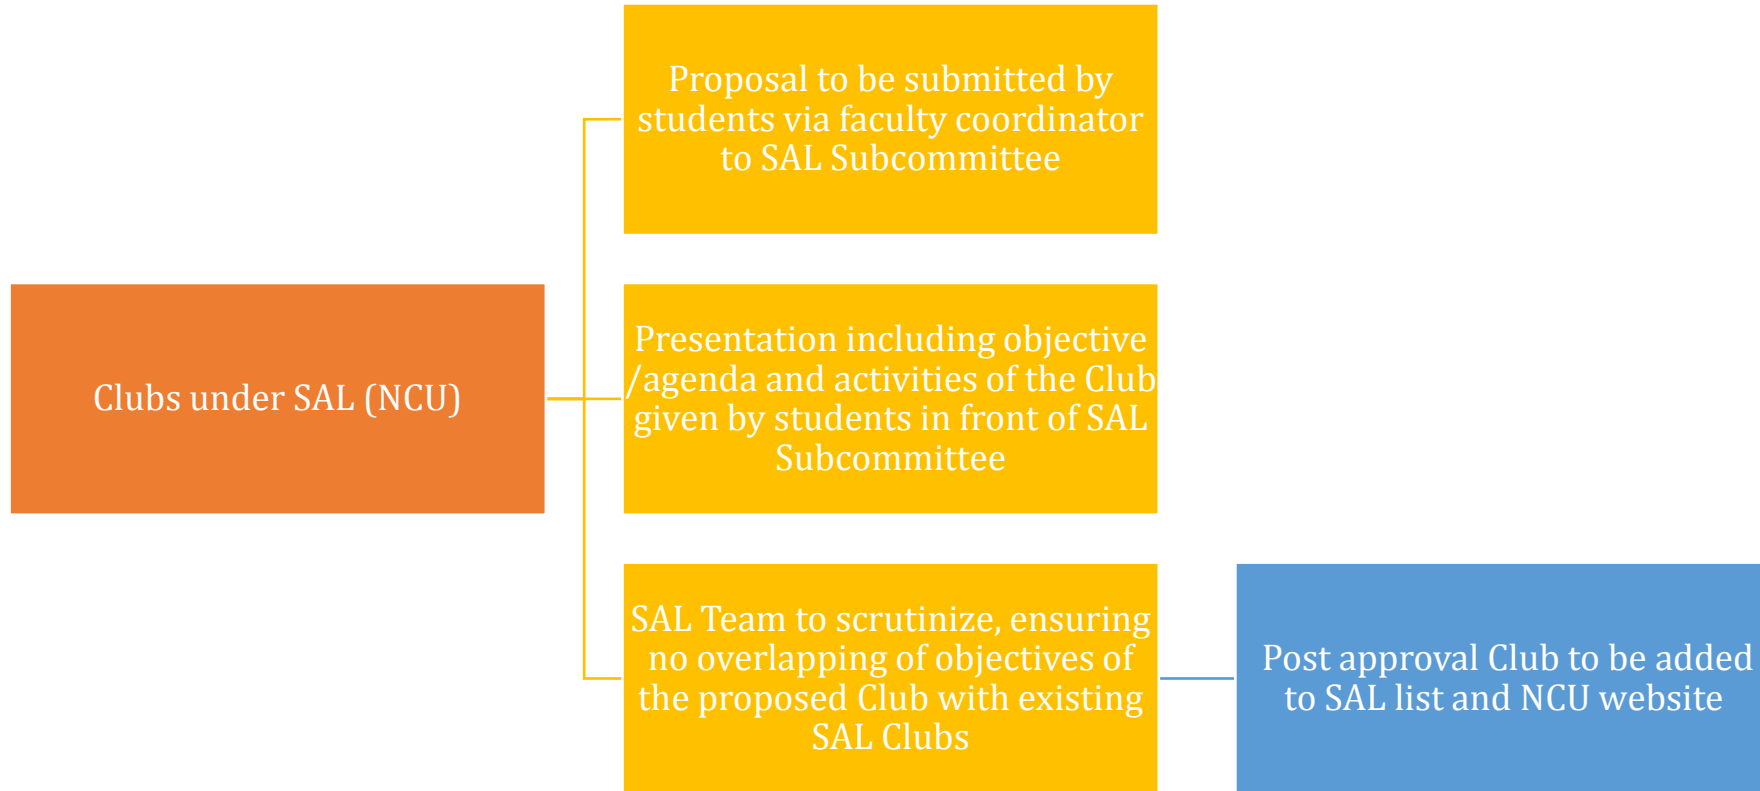 Proposal to be submitted by
students via faculty coordinator
to SAL Subcommittee
Clubs under SAL (NCU)
Presentation including objective
/agenda and activities of the Club
given by students in front of SAL
Subcommittee
SAL Team to scrutinize, ensuring
no overlapping of objectives of
the proposed Club with existing
SAL Clubs
Post approval Club to be added
to SAL list and NCU website